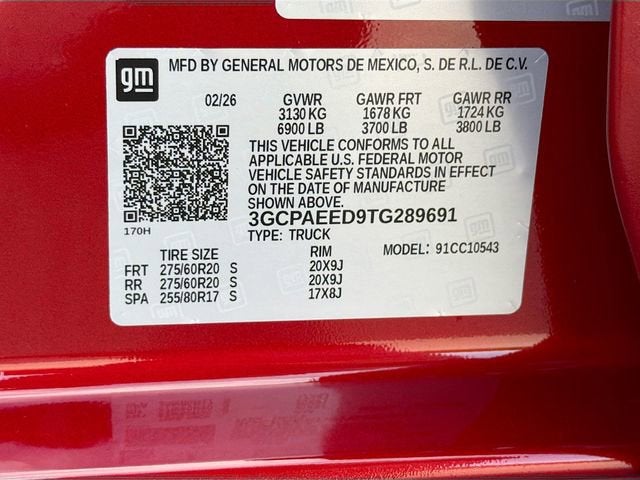 gm
MFD BY GENERAL MOTORS DE MEXICO, S. DE R.L. DE C.V.
02/26 GVWR GAWR FRT GAWR RR
3130 KG 1678 KG 1724 KG
6900 LB 3700 LB 3800 LB
THIS VEHICLE CONFORMS TO ALL
APPLICABLE U.S. FEDERAL MOTOR
VEHICLE SAFETY STANDARDS IN EFFECT
ON THE DATE OF MANUFACTURE
SHOWN ABOVE.
3GCPAEED9TG289691
170H
TYPE: TRUCK MODEL: 91CC10543
TIRE SIZE RIM
FRT 275/60R20 S 20X9J
RR 275/60R20 S 20X9J
SPA 255/80R17 S 17X8J